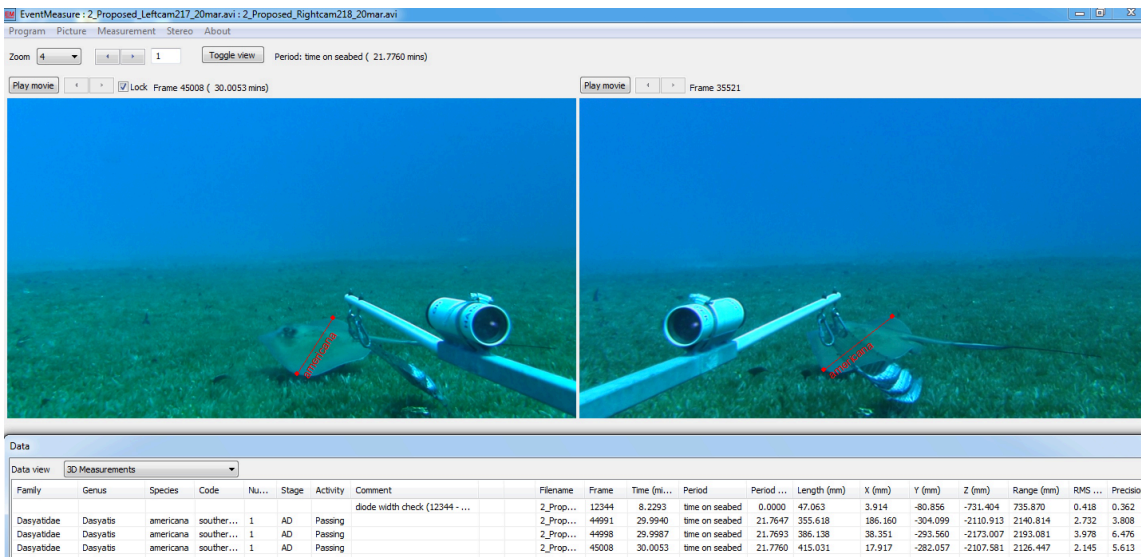 EventMeasure : 2_Proposed_Leftcam217_20mar.avi : 2_Proposed_Rightcam218_20mar.avi
Program Picture Measurement Stereo About
Zoom 4 1 Toggle view Period: time on seabed ( 21.7760 mins)
Play movie Lock Frame 45008 ( 30.0053 mins) Play movie Frame 35521
americana americana
Data
Data view 3D Measurements
Family Genus Species Code Nu... Stage Activity Comment Filename Frame Time (mi... Period Period ... Length (mm) X (mm) Y (mm) Z (mm) Range (mm) RMS ... Precisio
diode width check (12344 - ... 2_Prop... 12344 8.2293 time on seabed 0.0000 47.063 3.914 -80.856 -731.404 735.870 0.418 0.362
Dasyatidae Dasyatis americana souther... 1 AD Passing 2_Prop... 44991 29.9940 time on seabed 21.7647 355.618 186.160 -304.099 -2110.913 2140.814 2.732 3.808
Dasyatidae Dasyatis americana souther... 1 AD Passing 2_Prop... 44998 29.9987 time on seabed 21.7693 386.138 38.351 -293.560 -2173.007 2193.081 3.978 6.476
Dasyatidae Dasyatis americana souther... 1 AD Passing 2_Prop... 45008 30.0053 time on seabed 21.7760 415.031 17.917 -282.057 -2107.581 2126.447 2.145 5.613